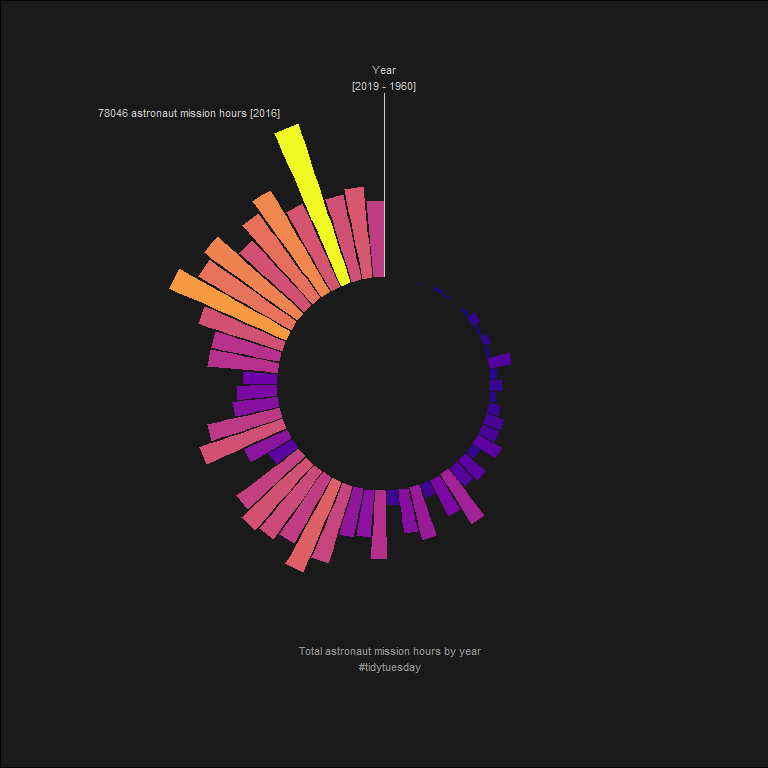 Year
[2019 - 1960]
78046 astronaut mission hours [2016]
Total astronaut mission hours by year
#tidytuesday